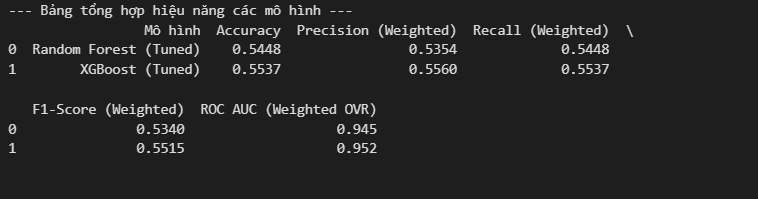 --- Bảng tổng hợp hiệu năng các mô hình ---
Mô hình Accuracy Precision (Weighted) Recall (Weighted) \
0 Random Forest (Tuned) 0.5448 0.5354 0.5448
1 XGBoost (Tuned) 0.5537 0.5560 0.5537
F1-Score (Weighted) ROC AUC (Weighted OVR)
0 0.5340 0.945
1 0.5515 0.952